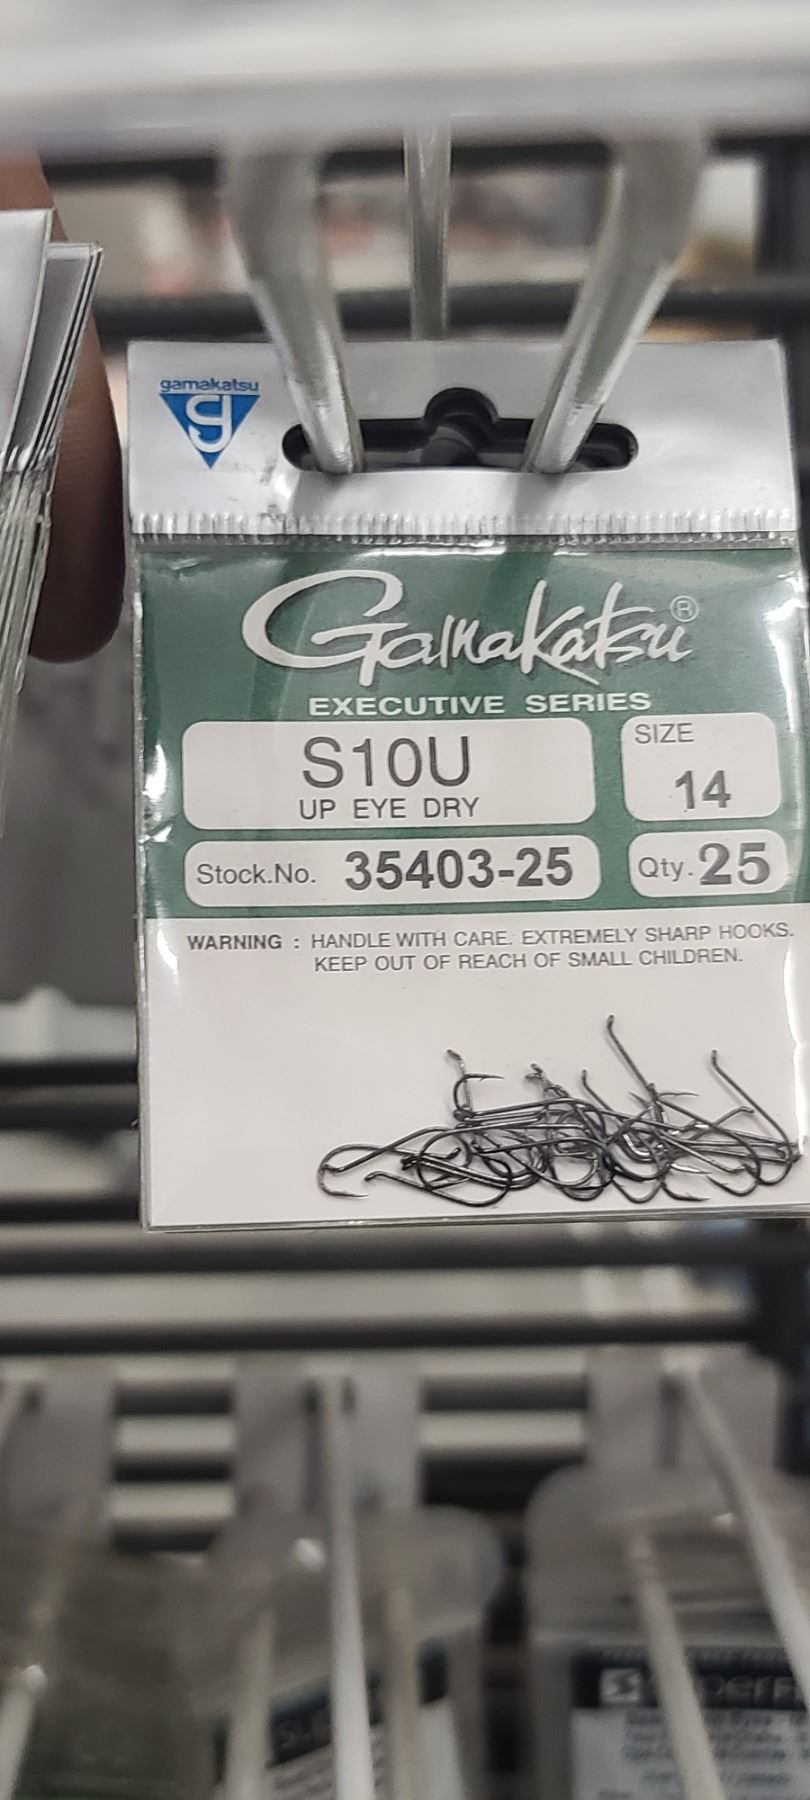 gamakatsu
g
Gamakatsu®
EXECUTIVE SERIES
S10U
UP EYE DRY
SIZE
14
Stock.No. 35403-25
Qty. 25
WARNING : HANDLE WITH CARE. EXTREMELY SHARP HOOKS.
KEEP OUT OF REACH OF SMALL CHILDREN.